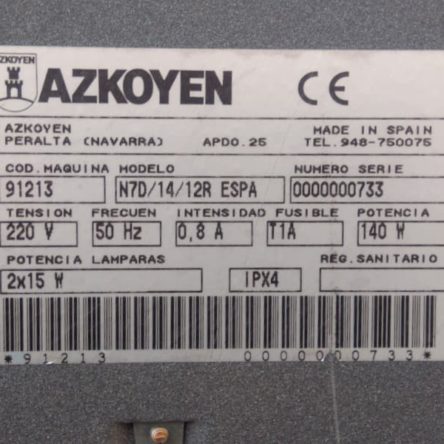 AZKOYEN
AZKOYEN CE
AZKOYEN MADE IN SPAIN
PERALTA (NAVARRA) APDO.25 TEL.948-750075
COD.MAQUINA MODELO NUMERO SERIE
91213 N7D/14/12R ESPA 0000000733
TENSION FRECUEN INTENSIDAD FUSIBLE POTENCIA
220 V 50 Hz 0,8 A T1A 140 W
POTENCIA LAMPARAS REG.SANITARIO
2x15 W IPX4
*91213 0000000733*